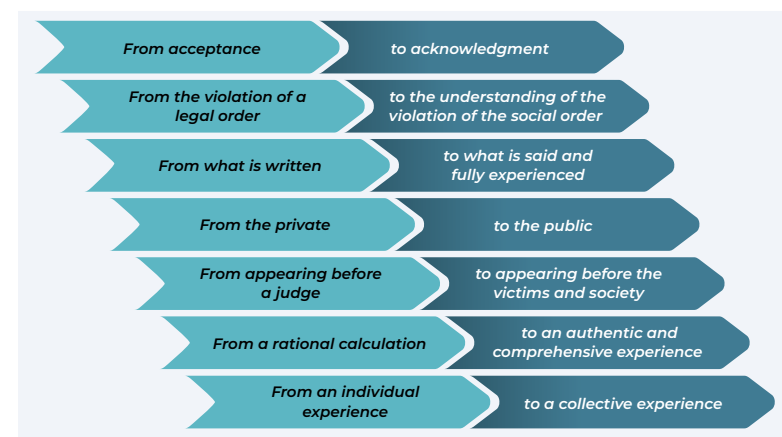 From acceptance
to acknowledgment
From the violation of a
legal order
to the understanding of the
violation of the social order
From what is written
to what is said and
fully experienced
From the private
to the public
From appearing before
a judge
to appearing before the
victims and society
From a rational calculation
to an authentic and
comprehensive experience
From an individual
experience
to a collective experience